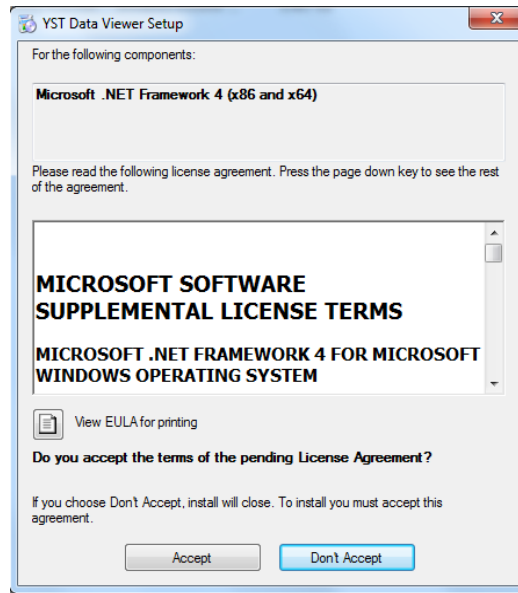 YST Data Viewer Setup
For the following components:
Microsoft .NET Framework 4 (x86 and x64)
Please read the following license agreement. Press the page down key to see the rest
of the agreement.
MICROSOFT SOFTWARE
SUPPLEMENTAL LICENSE TERMS
MICROSOFT .NET FRAMEWORK 4 FOR MICROSOFT
WINDOWS OPERATING SYSTEM
View EULA for printing
Do you accept the terms of the pending License Agreement?
If you choose Don't Accept, install will close. To install you must accept this
agreement.
Accept
Don't Accept